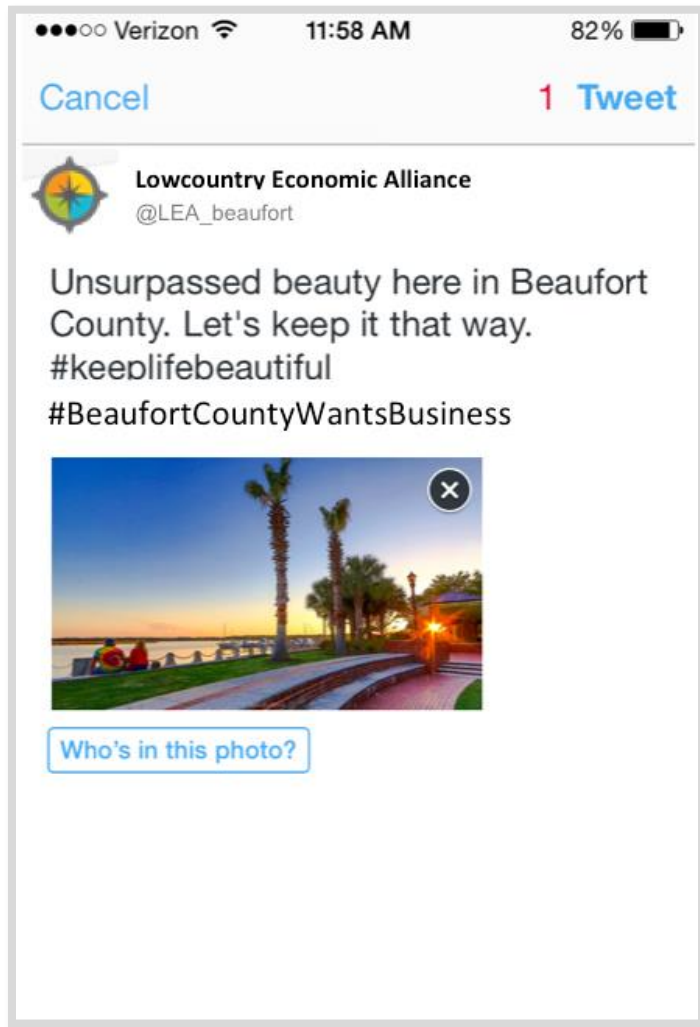 Verizon 11:58 AM 82%
Cancel 1 Tweet
Lowcountry Economic Alliance
@LEA_beaufort
Unsurpassed beauty here in Beaufort
County. Let's keep it that way.
#keeplifebeautiful
#BeaufortCountyWantsBusiness
Who's in this photo?